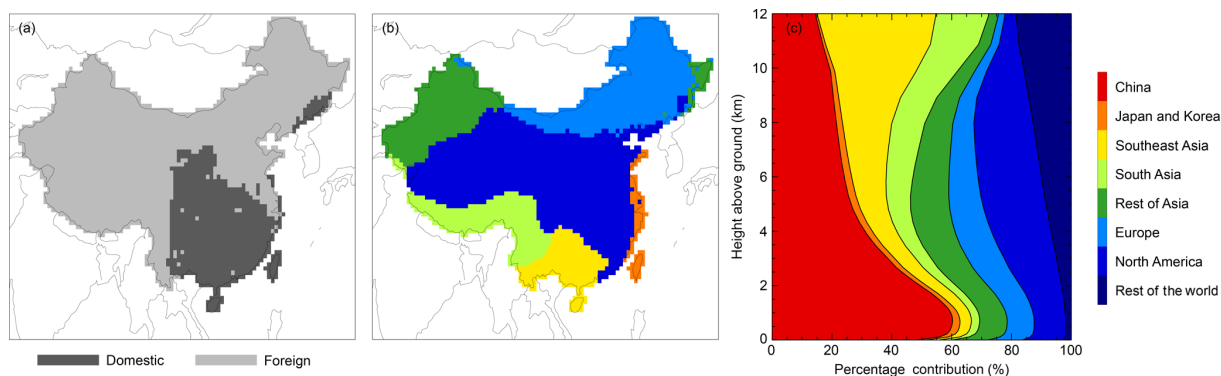 (a)
Domestic
Foreign
(b)
(c)
Height above ground (km)
12
10
8
6
4
2
0
0
20
40
60
80
100
Percentage contribution (%)
China
Japan and Korea
Southeast Asia
South Asia
Rest of Asia
Europe
North America
Rest of the world